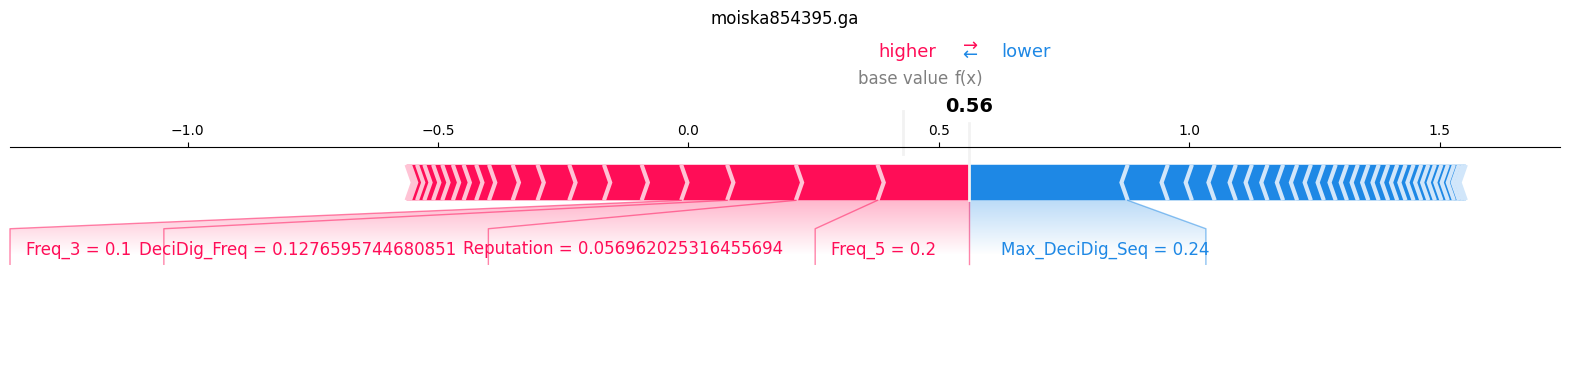 moiska854395.ga
higher ⇄ lower
base value f(x)
0.56
−1.0 −0.5 0.0 0.5 1.0 1.5
Freq_3 = 0.1 DeciDig_Freq = 0.1276595744680851 Reputation = 0.056962025316455694 Freq_5 = 0.2 Max_DeciDig_Seq = 0.24